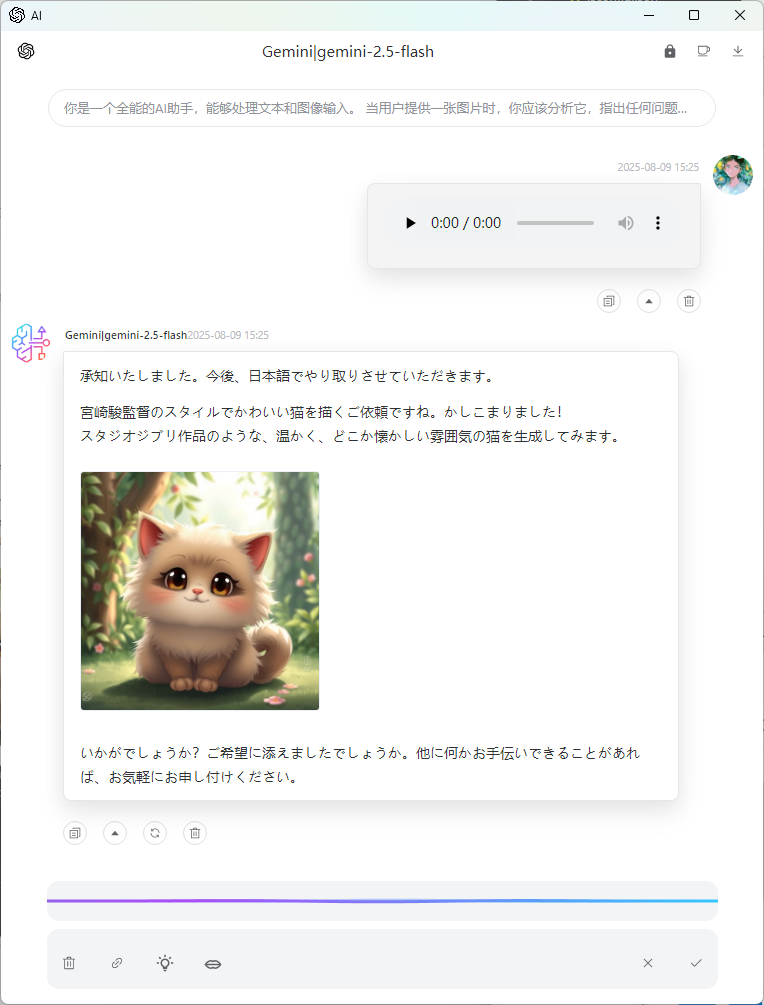 AI
Gemini|gemini-2.5-flash
你是一个全能的AI助手，能够处理文本和图像输入。 当用户提供一张图片时，你应该分析它，指出任何问题...
2025-08-09 15:25
0:00 / 0:00
Gemini|gemini-2.5-flash2025-08-09 15:25
承知いたしました。今後、日本語でやり取りさせていただきます。
宮崎駿監督のスタイルでかわいい猫を描くご依頼ですね。かしこまりました！
スタジオジブリ作品のような、温かく、どこか懐かしい雰囲気の猫を生成してみます。
いかがでしょうか？ご希望に添えましたでしょうか。他に何かお手伝いできることがあれ
ば、お気軽にお申し付けください。